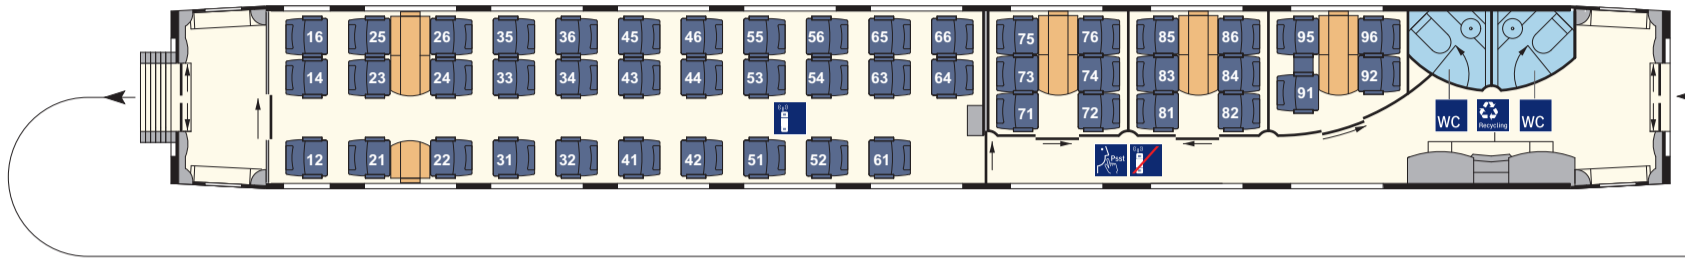 16 25 26 35 36 45 46 55 56 65 66 75 76 85 86 95 96
14 23 24 33 34 43 44 53 54 63 64 73 74 83 84 92
91
71 72 81 82
WC Recycling WC
12 21 22 31 32 41 42 51 52 61
Psst